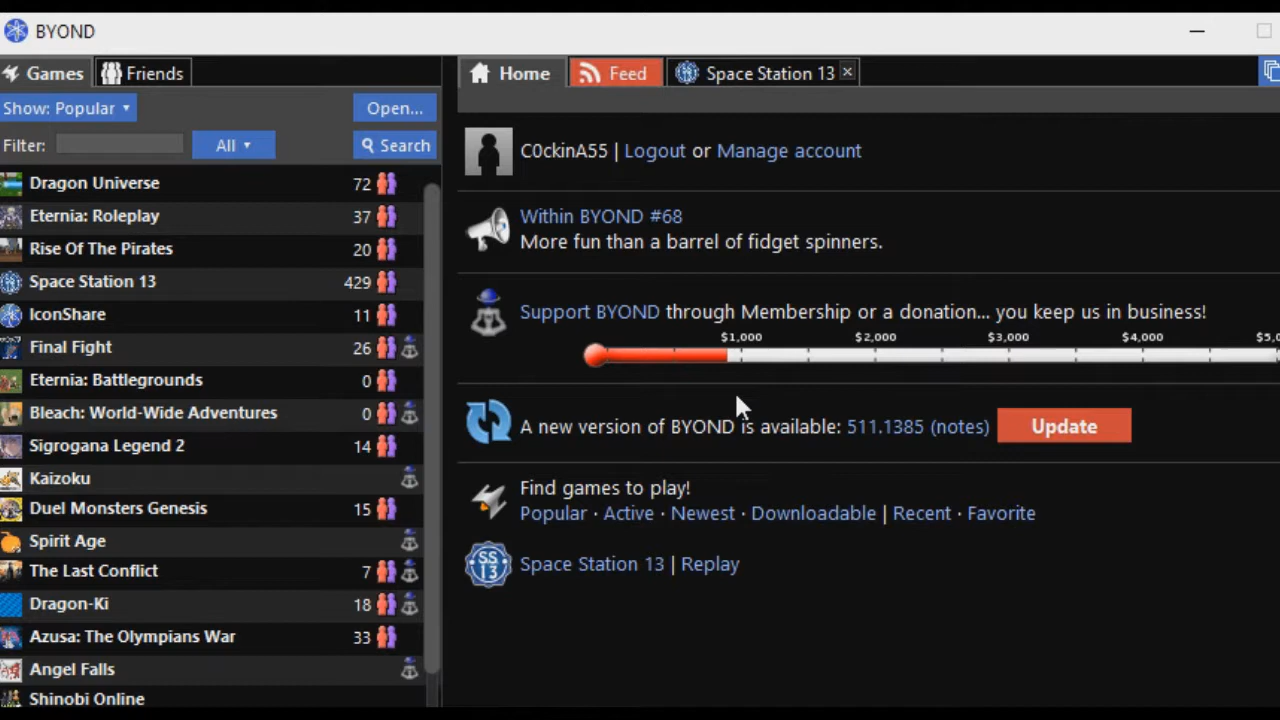 BYOND
Games
Friends
Show: Popular
Open...
Filter:
All
Search
Dragon Universe 72
Eternia: Roleplay 37
Rise Of The Pirates 20
Space Station 13 429
IconShare 11
Final Fight 26
Eternia: Battlegrounds 0
Bleach: World-Wide Adventures 0
Sigrogana Legend 2 14
Kaizoku
Duel Monsters Genesis 15
Spirit Age
The Last Conflict 7
Dragon-Ki 18
Azusa: The Olympians War 33
Angel Falls
Shinobi Online
Home
Feed
Space Station 13
C0ckinA55 | Logout or Manage account
Within BYOND #68
More fun than a barrel of fidget spinners.
Support BYOND through Membership or a donation... you keep us in business!
$1,000 $2,000 $3,000 $4,000
A new version of BYOND is available: 511.1385 (notes) Update
Find games to play!
Popular · Active · Newest · Downloadable | Recent · Favorite
SS
13
Space Station 13 | Replay